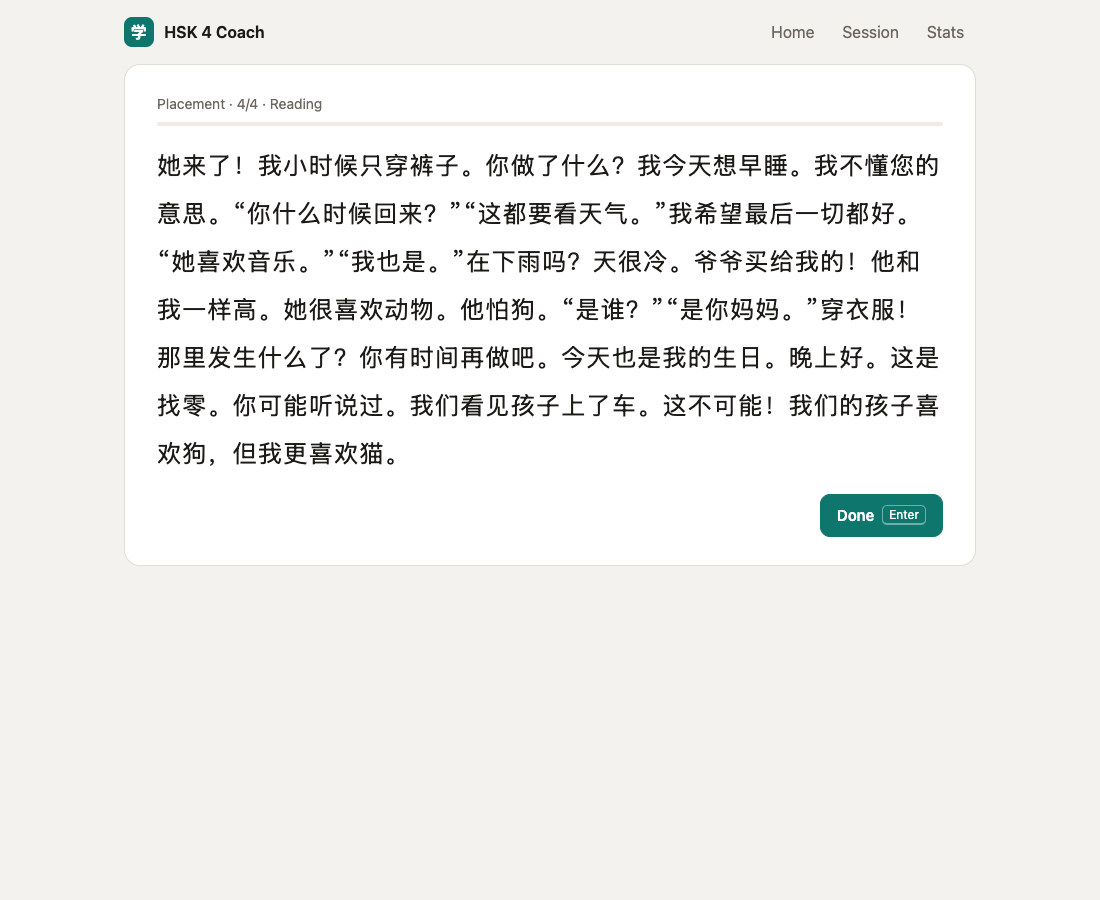 学 HSK 4 Coach
Home Session Stats
Placement · 4/4 · Reading
她来了！我小时候只穿裤子。你做了什么？我今天想早睡。我不懂您的
意思。“你什么时候回来？”“这都要看天气。”我希望最后一切都好。
“她喜欢音乐。”“我也是。”在下雨吗？天很冷。爷爷买给我的！他和
我一样高。她很喜欢动物。他怕狗。“是谁？”“是你妈妈。”穿衣服！
那里发生什么了？你有时间再做吧。今天也是我的生日。晚上好。这是
找零。你可能听说过。我们看见孩子上了车。这不可能！我们的孩子喜
欢狗，但我更喜欢猫。
Done Enter